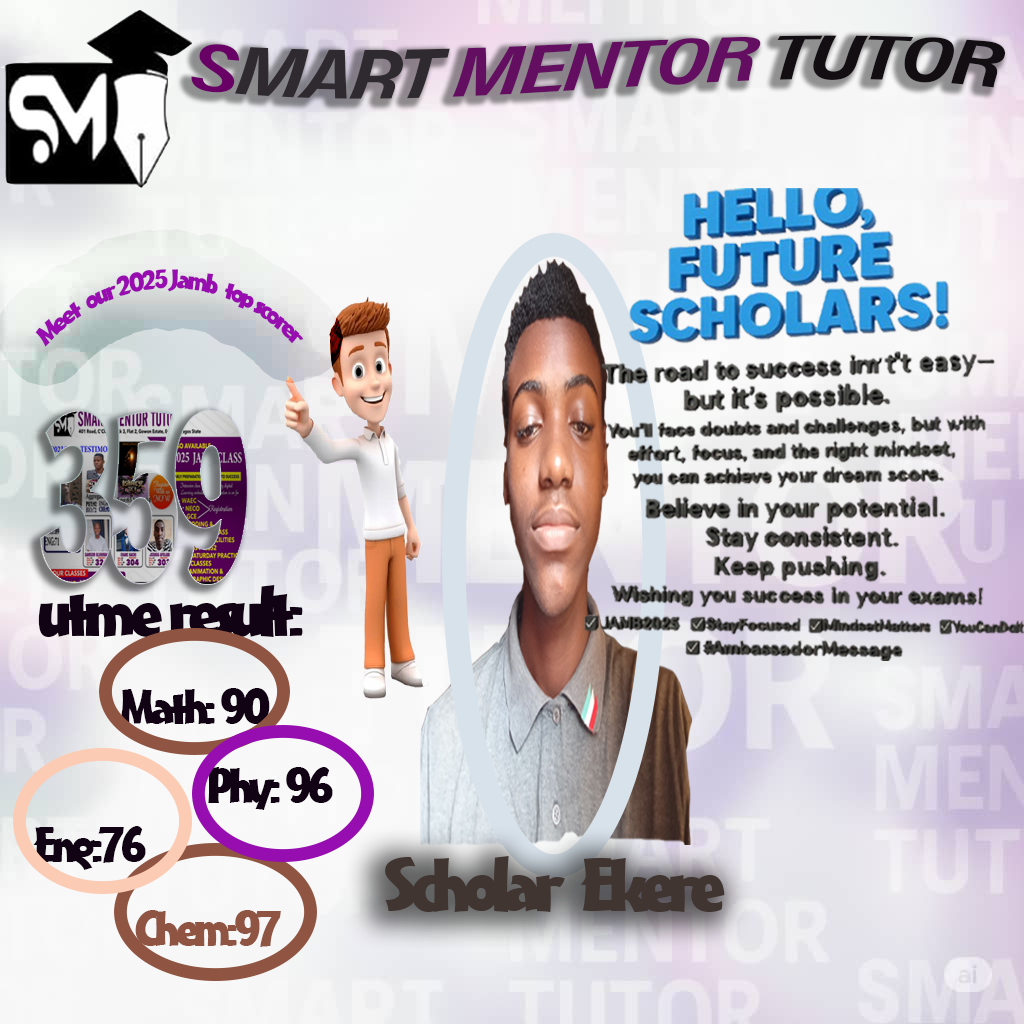 SM
SMART MENTOR TUTOR
HELLO,
FUTURE
SCHOLARS!
The road to success
easy—
but it's possible.
You'll face doubts and challenges, but with
effort, focus, and the right mindset,
you can achieve your dream score.
Believe in your potential.
Stay consistent.
Keep pushing.
Wishing you success in your exams!
☑ JAMB2025 ☑ #StayFocused ☑ #MindsetMatters ☑ #YouCanDoIt
☑ #AmbassadorMessage
Meet our 2025 Jamb top scorer
359
utme result:
Math: 90
Phy: 96
Eng:76
Chem:97
Scholar Ekere
ai